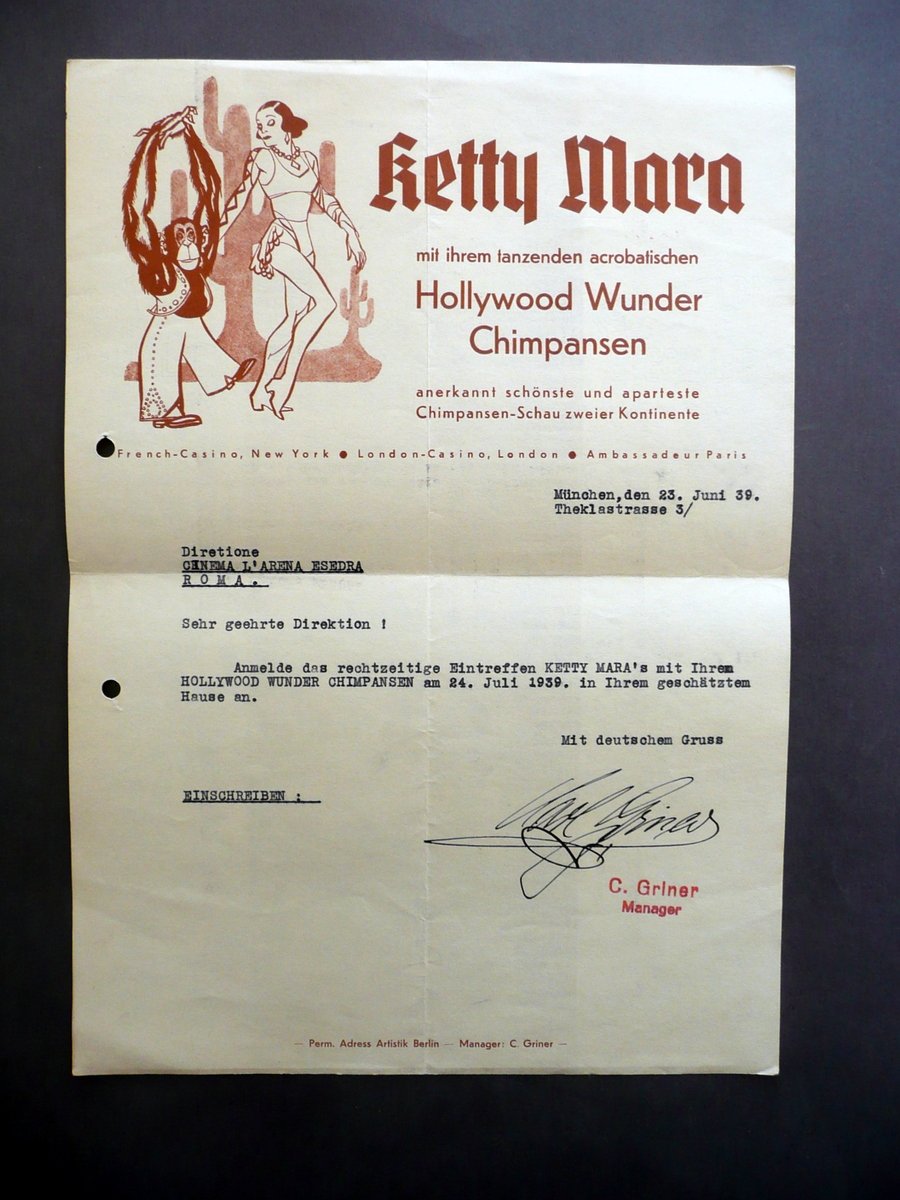 Ketty Mara
mit ihrem tanzenden acrobatischen
Hollywood Wunder
Chimpansen
anerkannt schönste und aparteste
Chimpansen-Schau zweier Kontinente
French-Casino, New York ● London-Casino, London ● Ambassadeur Paris
München,den 23. Juni 39.
Theklastrasse 3/
Diretione
CINEMA L'ARENA ESEDRA
R O M A .
Sehr geehrte Direktion !
Anmelde das rechtzeitige Eintreffen KETTY MARA's mit Ihrem
HOLLYWOOD WUNDER CHIMPANSEN am 24. Juli 1939. in Ihrem geschätztem
Hause an.
Mit deutschem Gruss
EINSCHREIBEN :
Karl Griner
C. Griner
Manager
— Perm. Adress Artistik Berlin — Manager: C. Griner —